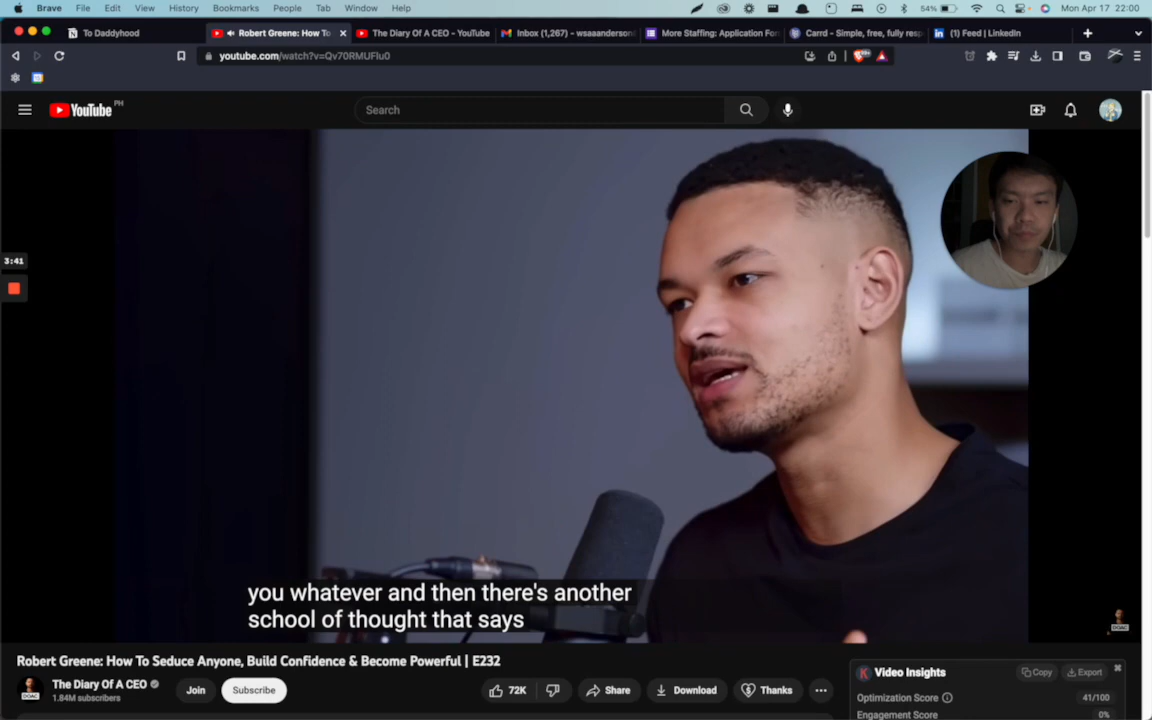 Brave File Edit View History Bookmarks People Tab Window Help 54% Mon Apr 17 22:00
To Daddyhood Robert Greene: How To The Diary Of A CEO - YouTube Inbox (1,267) - wsaaanderson More Staffing: Application For Carrd - Simple, free, fully resp (1) Feed | LinkedIn
youtube.com/watch?v=Qv70RMUFlu0
YouTube PH Search
3:41
you whatever and then there's another
school of thought that says
DOAC
Robert Greene: How To Seduce Anyone, Build Confidence & Become Powerful | E232
The Diary Of A CEO
1.84M subscribers
Join Subscribe 72K Share Download Thanks
Video Insights Copy Export
Optimization Score 41/100
Engagement Score 0%